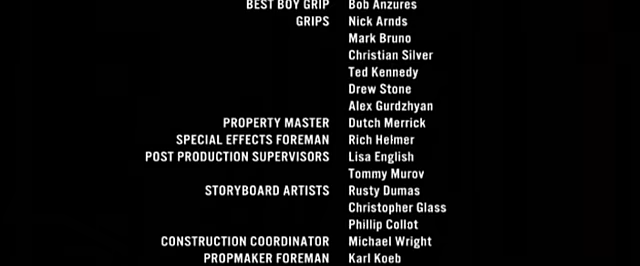 BEST BOY GRIP Bob Anzures
GRIPS Nick Arnds
Mark Bruno
Christian Silver
Ted Kennedy
Drew Stone
Alex Gurdzhyan
PROPERTY MASTER Dutch Merrick
SPECIAL EFFECTS FOREMAN Rich Helmer
POST PRODUCTION SUPERVISORS Lisa English
Tommy Murov
STORYBOARD ARTISTS Rusty Dumas
Christopher Glass
Phillip Collot
CONSTRUCTION COORDINATOR Michael Wright
PROPMAKER FOREMAN Karl Koeb